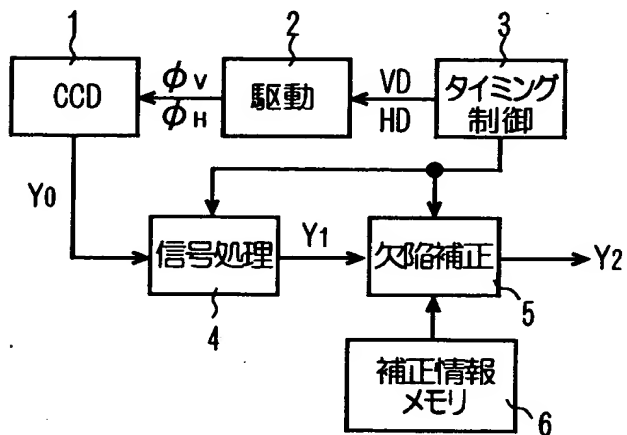 1
2
3
CCD
φV
φH
駆動
VD
HD
タイミング
制御
Y0
信号処理
Y1
欠陥補正
Y2
4
5
補正情報
メモリ
6